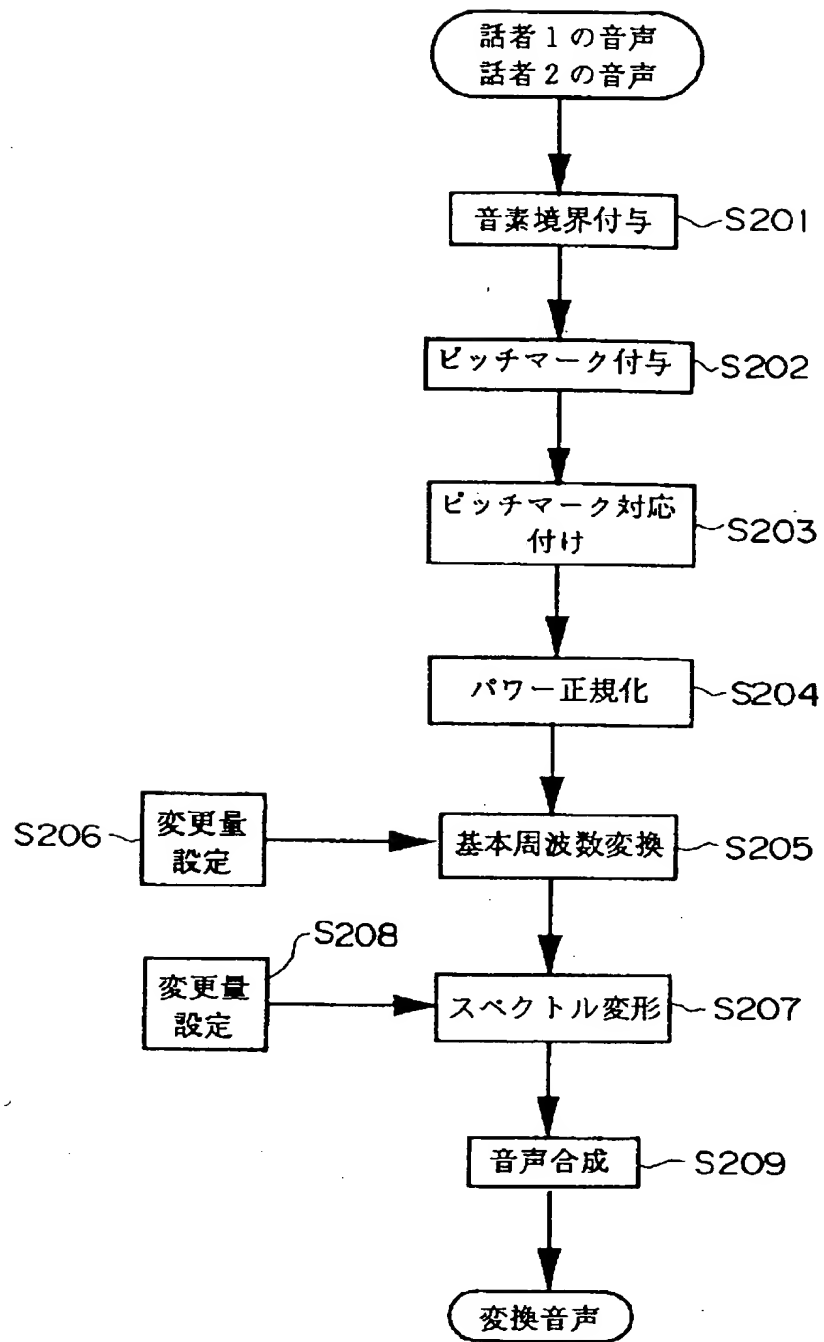 話者1の音声
話者2の音声
音素境界付与
S201
ピッチマーク付与
S202
ピッチマーク対応
付け
S203
パワー正規化
S204
S206
変更量
設定
基本周波数変換
S205
S208
変更量
設定
スペクトル変形
S207
音声合成
S209
変換音声